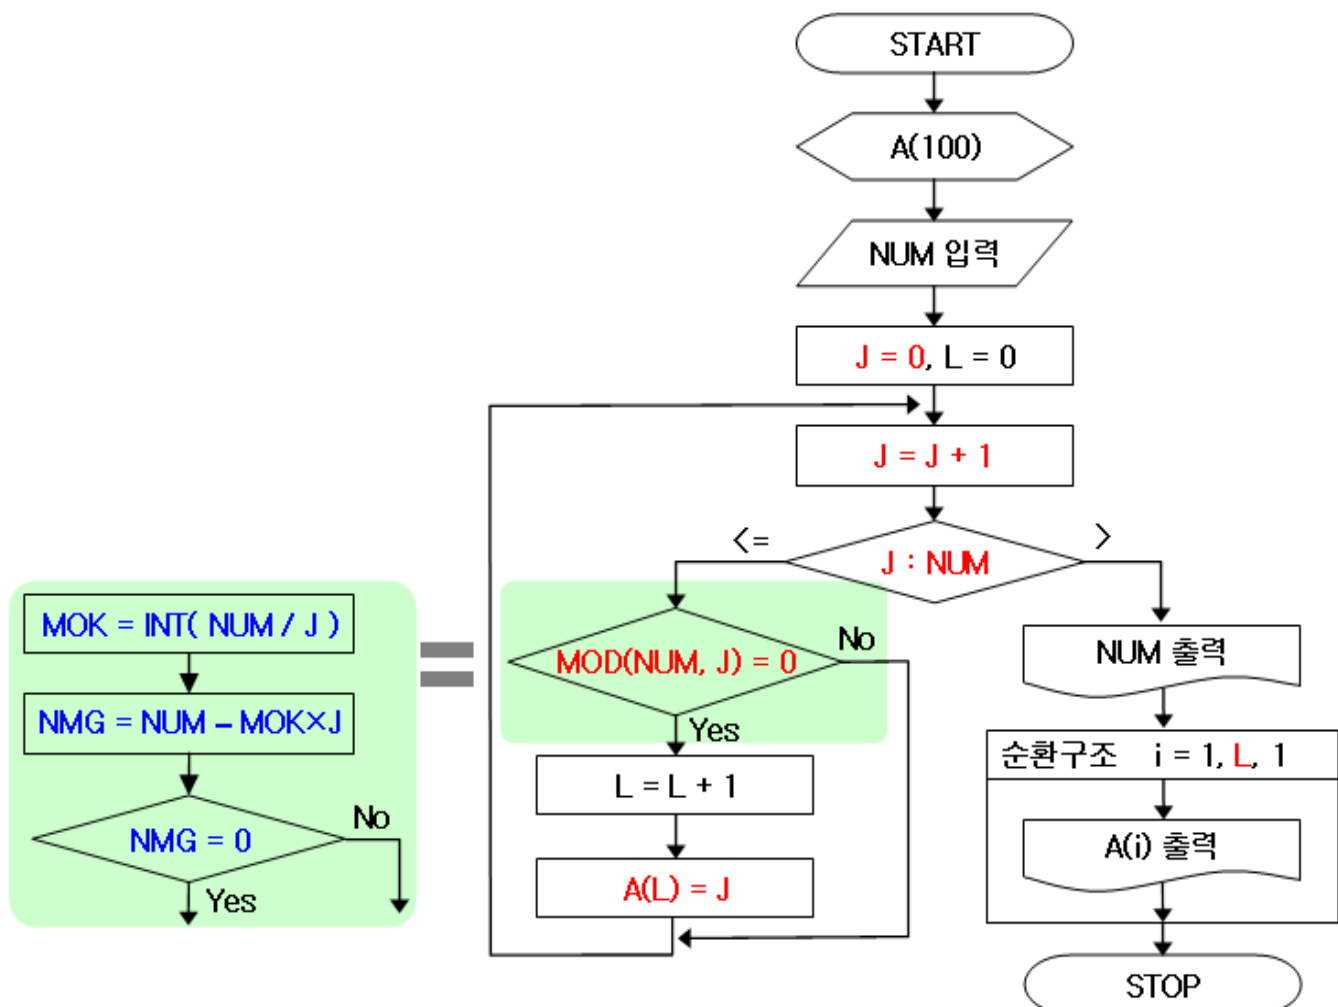 START
A(100)
NUM 입력
J = 0, L = 0
J = J + 1
<=
J : NUM
>
MOK = INT( NUM / J )
NMG = NUM – MOK×J
NMG = 0
No
Yes
=
MOD(NUM, J) = 0
No
Yes
L = L + 1
A(L) = J
NUM 출력
순환구조 i = 1, L, 1
A(i) 출력
STOP